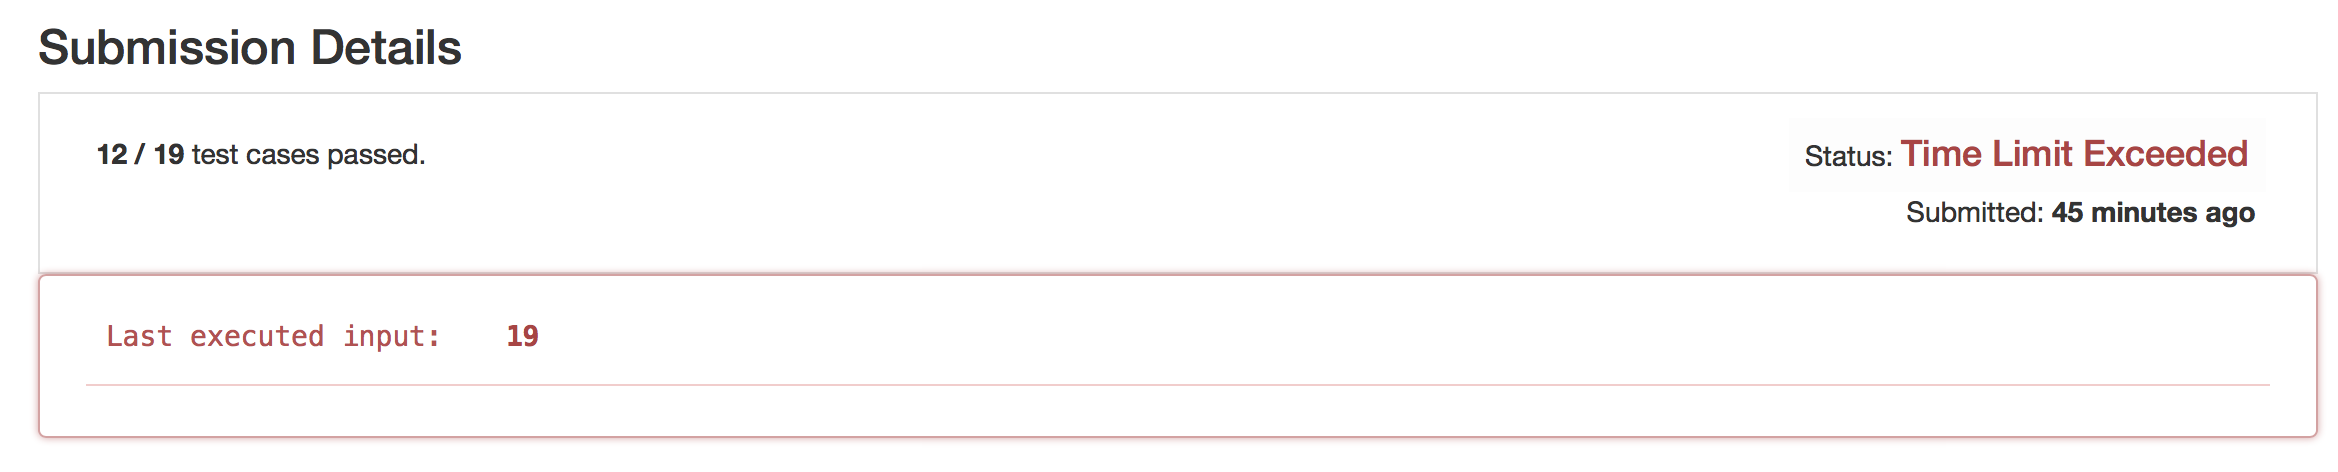 Submission Details
12 / 19 test cases passed.
Status: Time Limit Exceeded
Submitted: 45 minutes ago
Last executed input: 19